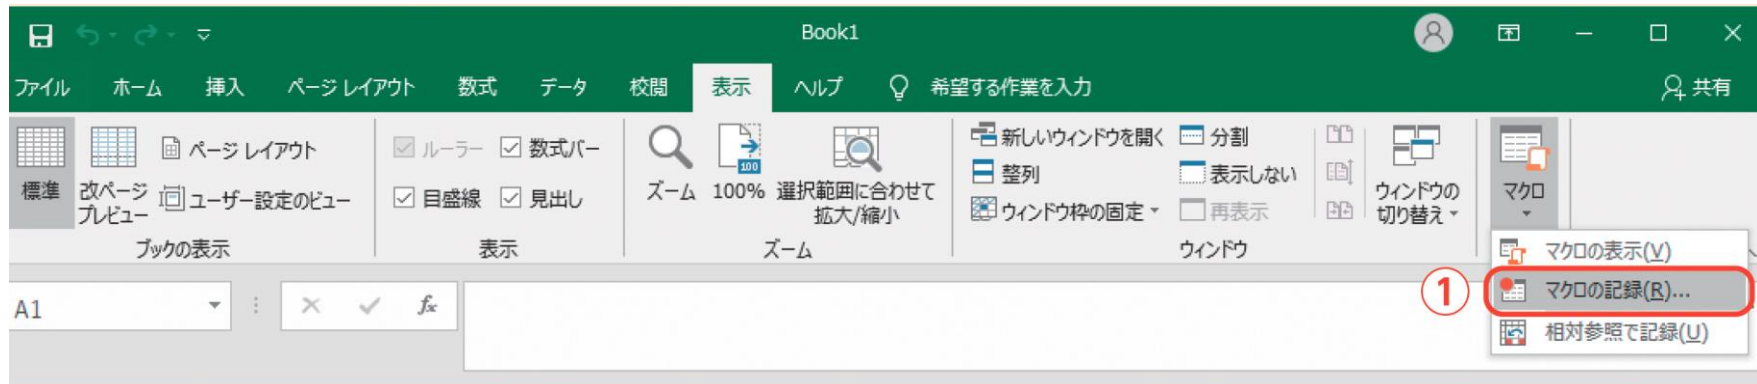 Book1
ファイル ホーム 挿入 ページ レイアウト 数式 データ 校閲 表示 ヘルプ 希望する作業を入力 共有
標準
改ページ
プレビュー
ページ レイアウト
ユーザー設定のビュー
ブックの表示
ルーラー 数式バー
目盛線 見出し
表示
ズーム
100
100%
選択範囲に合わせて
拡大/縮小
ズーム
新しいウィンドウを開く
整列
ウィンドウ枠の固定
分割
表示しない
再表示
ウィンドウの
切り替え
ウィンドウ
マクロ
マクロの表示(V)
① マクロの記録(R)...
相対参照で記録(U)
A1 fx